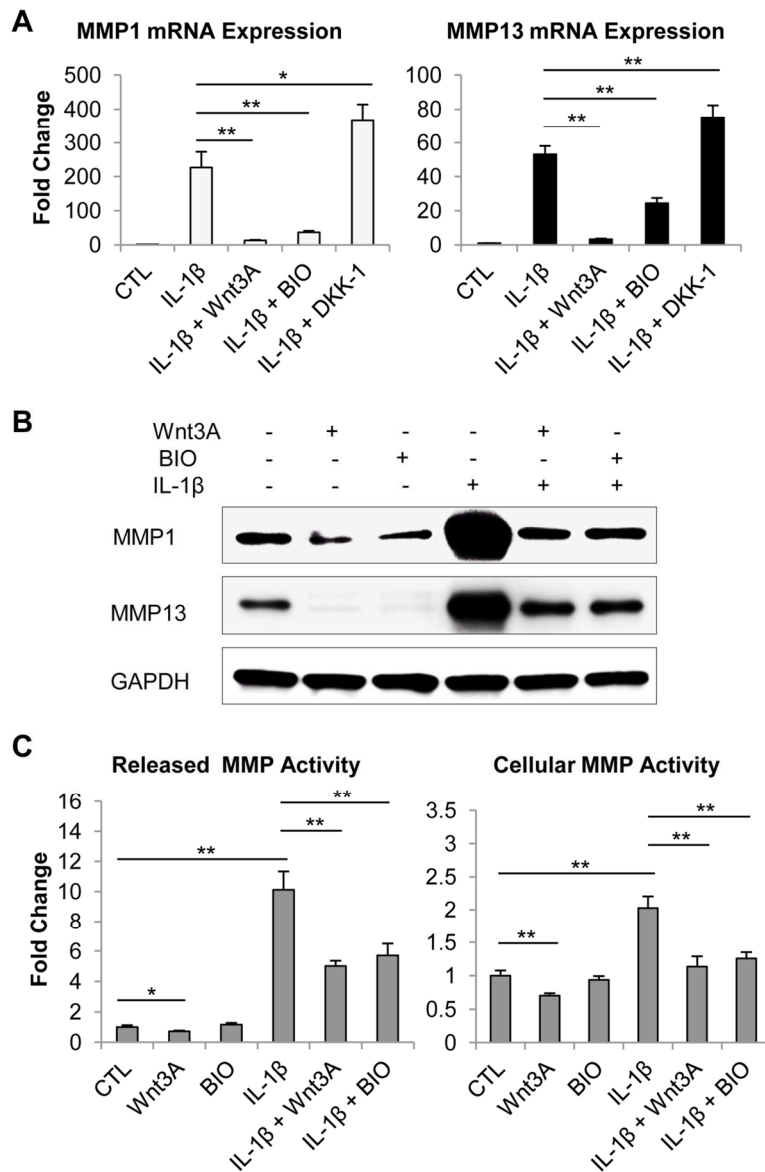 A
MMP1 mRNA Expression
MMP13 mRNA Expression
Fold Change
500
400
300
200
100
0
*
**
**
CTL
IL-1β
IL-1β + Wnt3A
IL-1β + BIO
IL-1β + DKK-1
100
80
60
40
20
0
**
**
**
CTL
IL-1β
IL-1β + Wnt3A
IL-1β + BIO
IL-1β + DKK-1
B
Wnt3A - + - - + -
BIO - - + - - +
IL-1β - - - + + +
MMP1
MMP13
GAPDH
C
Released MMP Activity
Cellular MMP Activity
Fold Change
16
14
12
10
8
6
4
2
0
**
**
**
*
CTL
Wnt3A
BIO
IL-1β
IL-1β + Wnt3A
IL-1β + BIO
3.5
3
2.5
2
1.5
1
0.5
0
**
**
**
**
CTL
Wnt3A
BIO
IL-1β
IL-1β + Wnt3A
IL-1β + BIO